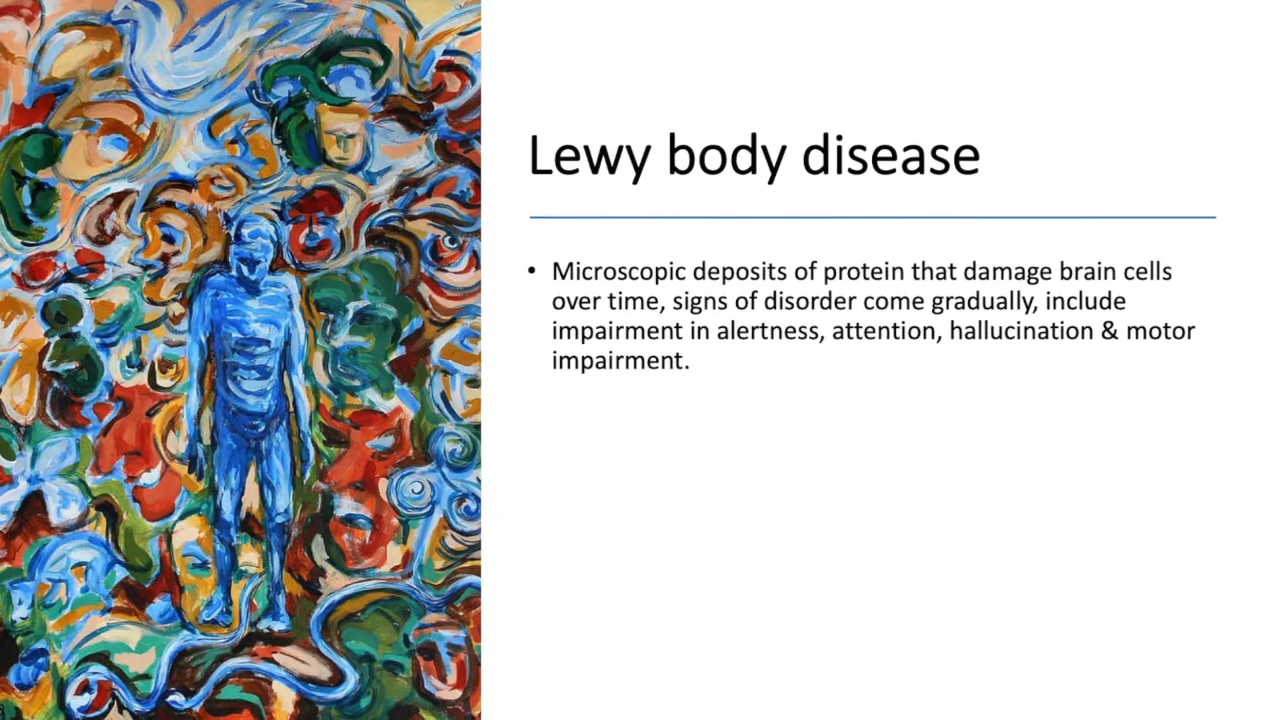 Lewy body disease
• Microscopic deposits of protein that damage brain cells
over time, signs of disorder come gradually, include
impairment in alertness, attention, hallucination & motor
impairment.